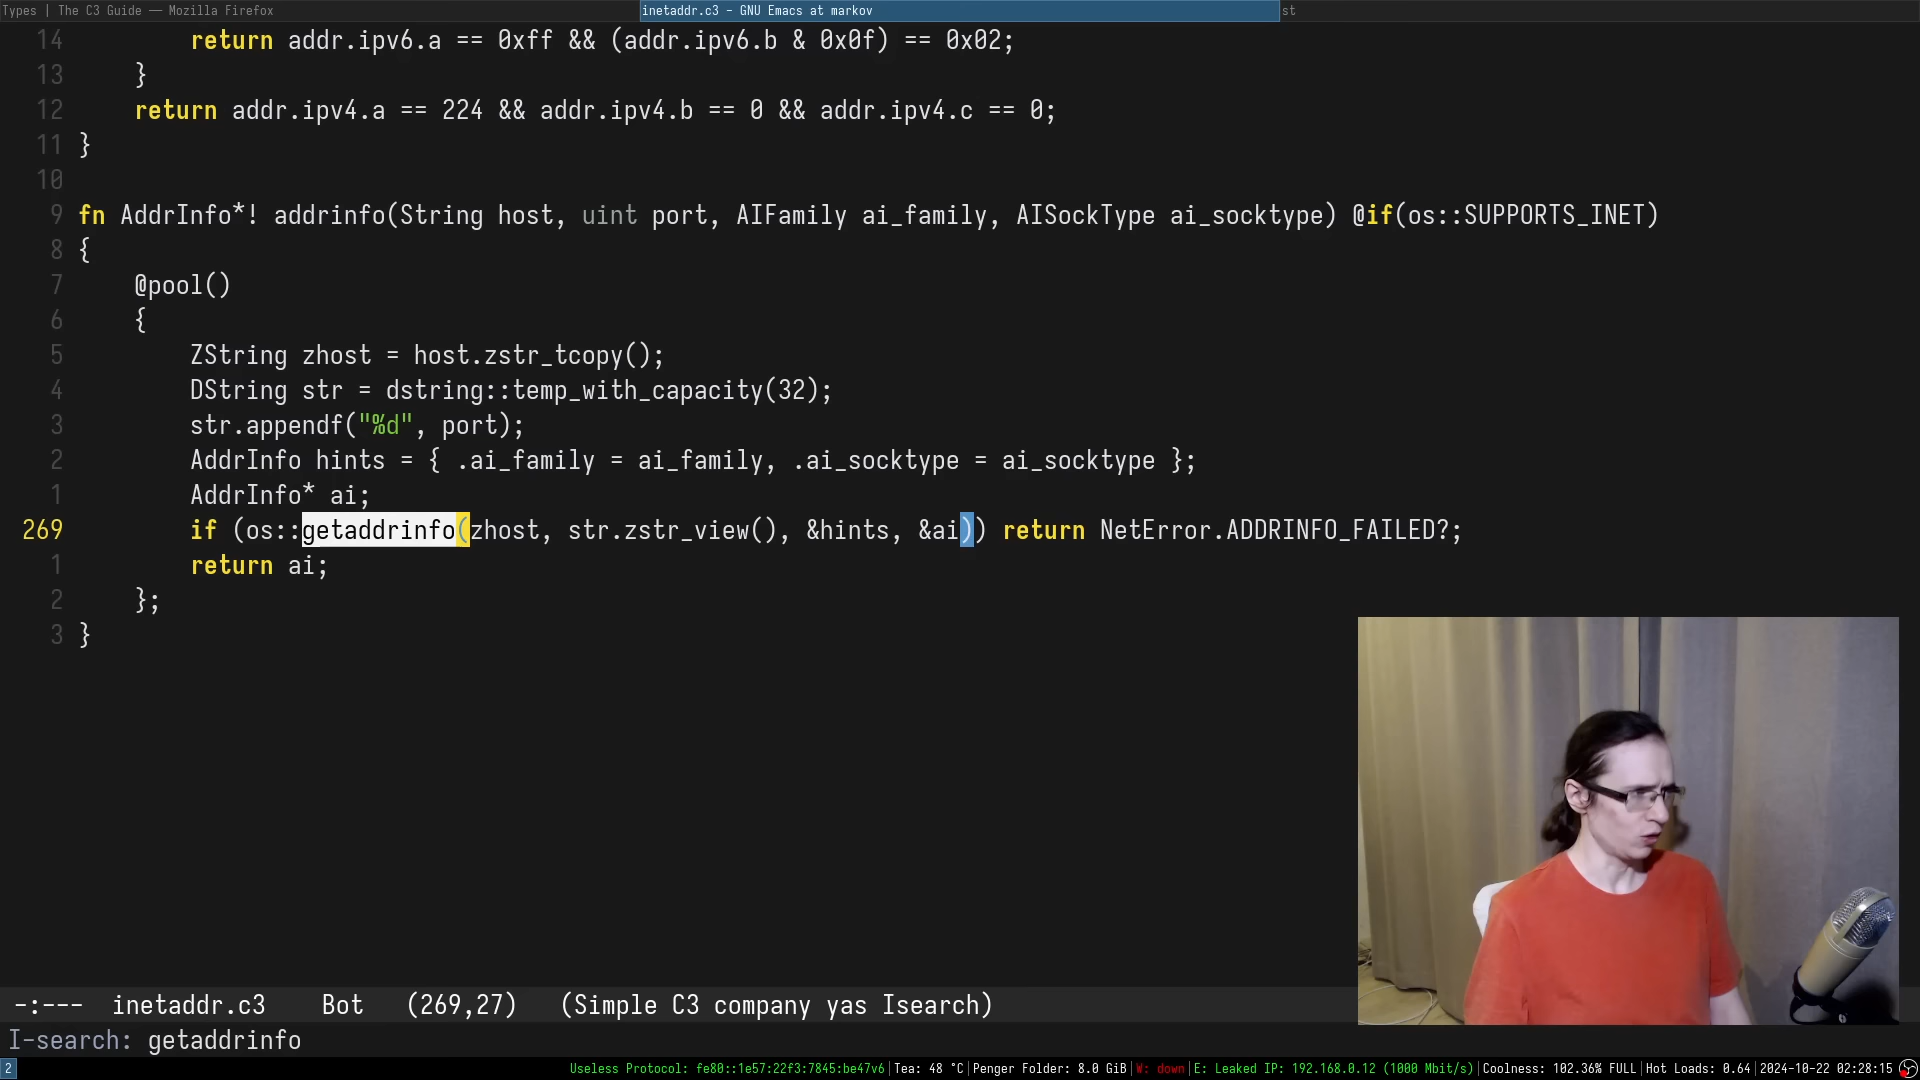 Types | The C3 Guide — Mozilla Firefox
inetaddr.c3 - GNU Emacs at markov
st
14 return addr.ipv6.a == 0xff && (addr.ipv6.b & 0x0f) == 0x02;
13 }
12 return addr.ipv4.a == 224 && addr.ipv4.b == 0 && addr.ipv4.c == 0;
11 }
10
9 fn AddrInfo*! addrinfo(String host, uint port, AIFamily ai_family, AISockType ai_socktype) @if(os::SUPPORTS_INET)
8 {
7 @pool()
6 {
5 ZString zhost = host.zstr_tcopy();
4 DString str = dstring::temp_with_capacity(32);
3 str.appendf("%d", port);
2 AddrInfo hints = { .ai_family = ai_family, .ai_socktype = ai_socktype };
1 AddrInfo* ai;
269 if (os::getaddrinfo(zhost, str.zstr_view(), &hints, &ai)) return NetError.ADDRINFO_FAILED?;
1 return ai;
2 };
3 }
-:--- inetaddr.c3 Bot (269,27) (Simple C3 company yas Isearch)
I-search: getaddrinfo
2 Useless Protocol: fe80::1e57:22f3:7845:be47v6|Tea: 48 °C|Penger Folder: 8.0 GiB|W: down|E: Leaked IP: 192.168.0.12 (1000 Mbit/s)|Coolness: 102.36% FULL|Hot Loads: 0.64|2024-10-22 02:28:15